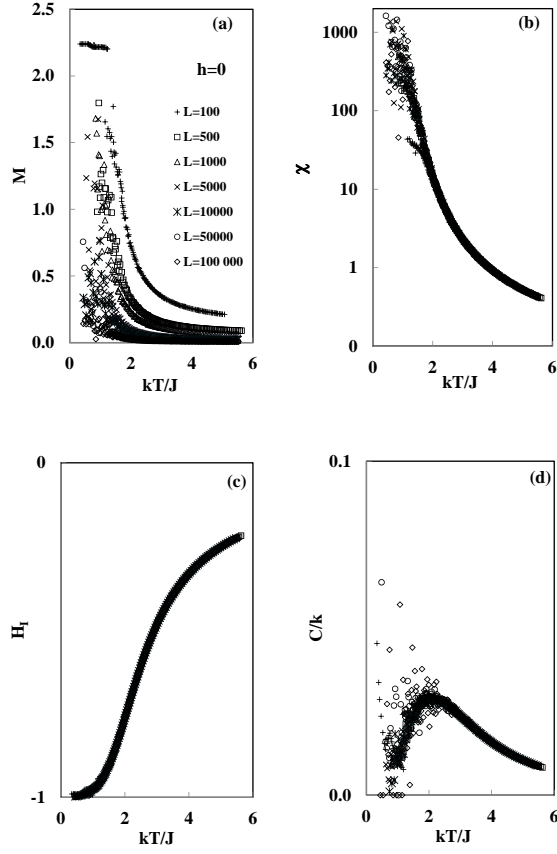 (a)
2.5
2.0
1.5
1.0
0.5
0.0
M
h=0
L=100
L=500
L=1000
L=5000
L=10000
L=50000
L=100 000
0 2 4 6
kT/J
(b)
1000
100
10
1
0
χ
0 2 4 6
kT/J
(c)
0
-1
H_I
0 2 4 6
kT/J
(d)
0.1
0.0
C/k
0 2 4 6
kT/J